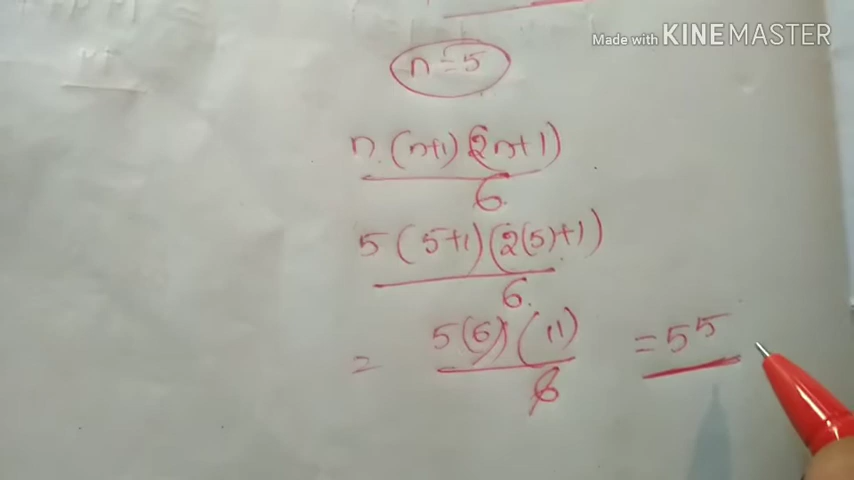 Made with KINEMASTER
n = 5
n.(n+1)(2n+1)
6.
5(5+1)(2(5)+1)
6.
= 5(6)(11) = 55
6